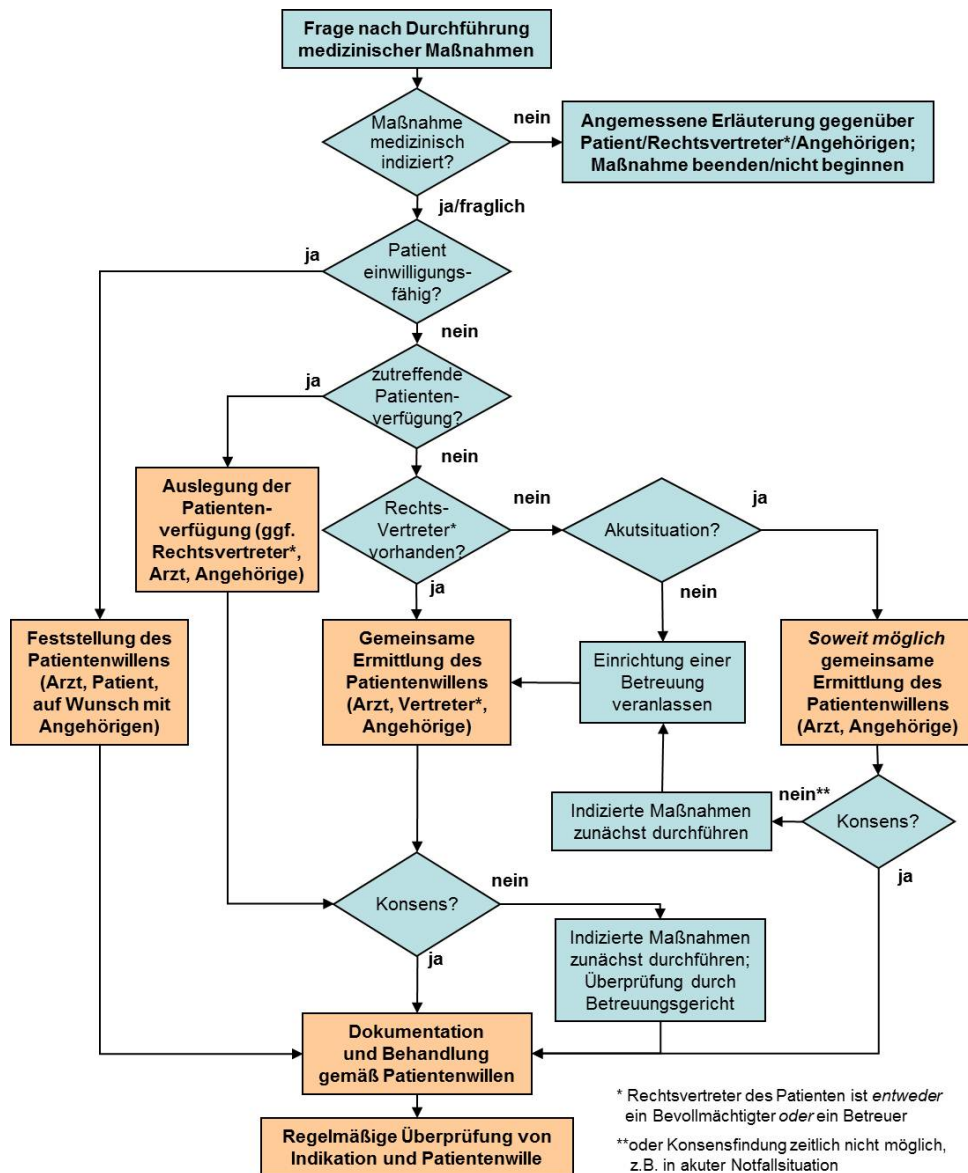 Frage nach Durchführung
medizinischer Maßnahmen
Maßnahme
medizinisch
indiziert?
nein
Angemessene Erläuterung gegenüber
Patient/Rechtsvertreter*/Angehörigen;
Maßnahme beenden/nicht beginnen
ja/fraglich
ja
Patient
einwilligungs-
fähig?
nein
ja
zutreffende
Patienten-
verfügung?
nein
Auslegung der
Patienten-
verfügung (ggf.
Rechtsvertreter*,
Arzt, Angehörige)
Rechts-
Vertreter*
vorhanden?
nein
Akutsituation?
ja
ja
nein
Feststellung des
Patientenwillens
(Arzt, Patient,
auf Wunsch mit
Angehörigen)
Gemeinsame
Ermittlung des
Patientenwillens
(Arzt, Vertreter*,
Angehörige)
Einrichtung einer
Betreuung
veranlassen
Soweit möglich
gemeinsame
Ermittlung des
Patientenwillens
(Arzt, Angehörige)
Indizierte Maßnahmen
zunächst durchführen
nein**
Konsens?
ja
Konsens?
nein
ja
Indizierte Maßnahmen
zunächst durchführen;
Überprüfung durch
Betreuungsgericht
Dokumentation
und Behandlung
gemäß Patientenwillen
Regelmäßige Überprüfung von
Indikation und Patientenwille
* Rechtsvertreter des Patienten ist entweder
ein Bevollmächtigter oder ein Betreuer
**oder Konsensfindung zeitlich nicht möglich,
z.B. in akuter Notfallsituation